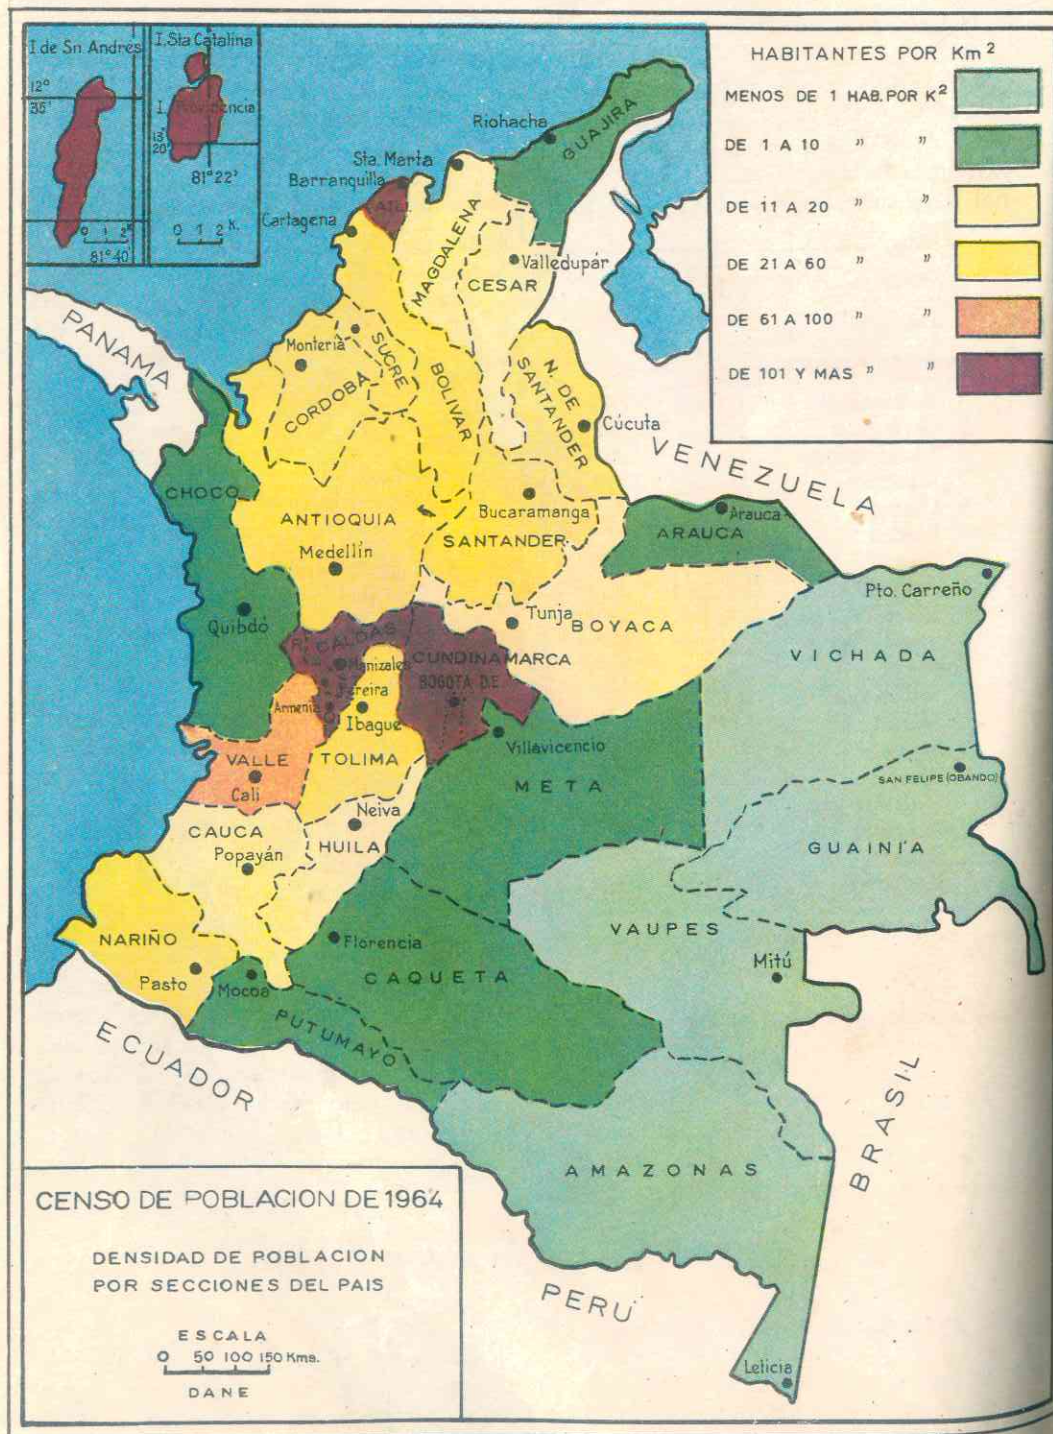 I de Sn. Andres
12°
35'
0 1 2 K.
81°40'
I. Sta Catalina
I. Providencia
13°
20'
81°22'
0 1 2 K.
HABITANTES POR Km²
MENOS DE 1 HAB. POR K²
DE 1 A 10 " "
DE 11 A 20 " "
DE 21 A 60 " "
DE 61 A 100 " "
DE 101 Y MAS " "
Riohacha
GUAJIRA
Sta. Marta
Barranquilla
ATL.
Cartagena
MAGDALENA
Valledupár
CESAR
PANAMA
Montería
SUCRE
CORDOBA
BOLIVAR
N. DE
SANTANDER
Cúcuta
VENEZUELA
CHOCO
ANTIOQUIA
Medellín
Bucaramanga
SANTANDER
Arauca
ARAUCA
Pto. Carreño
Quibdó
Tunja
BOYACA
VICHADA
R.
CALDAS
Manizales
CUNDINAMARCA
BOGOTA D.E.
Pereira
Armenia
Q.
Ibague
Villavicencio
VALLE
TOLIMA
META
SAN FELIPE (OBANDO)
Cali
Neiva
CAUCA
HUILA
Popayán
GUAINIA
NARIÑO
Florencia
VAUPES
Pasto
Mocoa
CAQUETA
Mitú
PUTUMAYO
ECUADOR
BRASIL
AMAZONAS
PERÚ
Leticia
CENSO DE POBLACION DE 1964
DENSIDAD DE POBLACION
POR SECCIONES DEL PAIS
ESCALA
0 50 100 150 Kms.
DANE